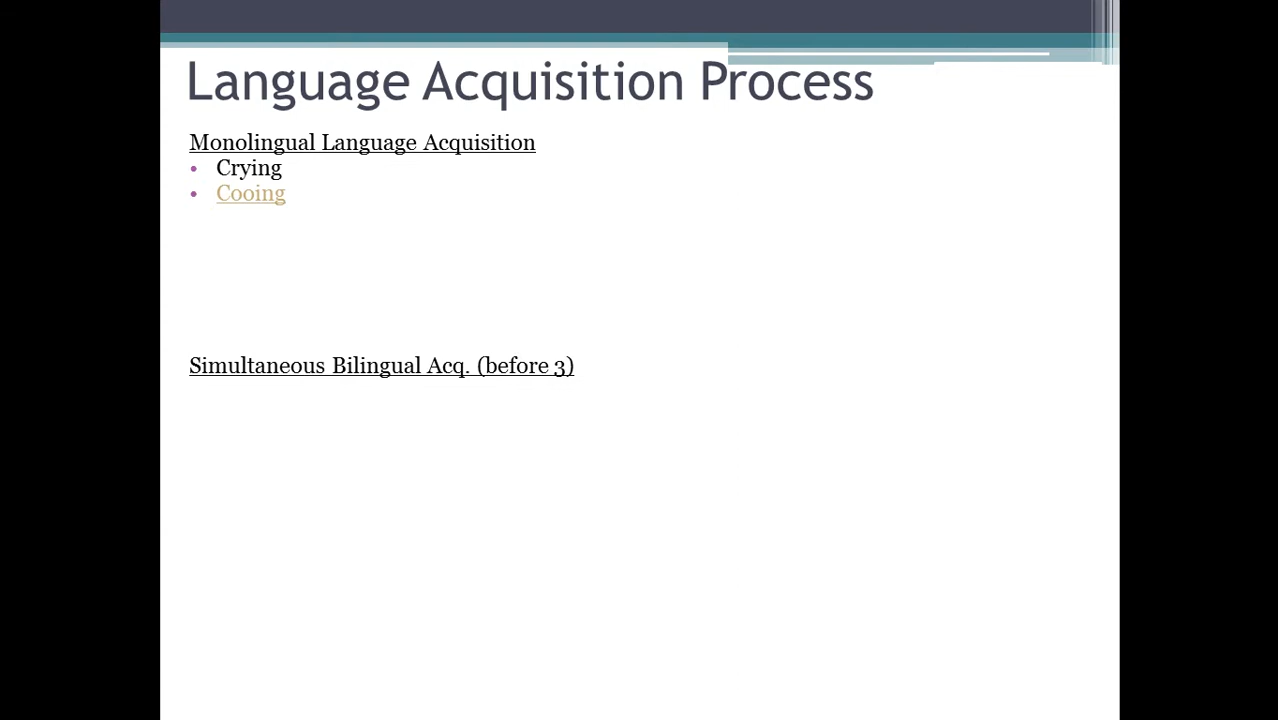 Language Acquisition Process
Monolingual Language Acquisition
• Crying
• Cooing
Simultaneous Bilingual Acq. (before 3)